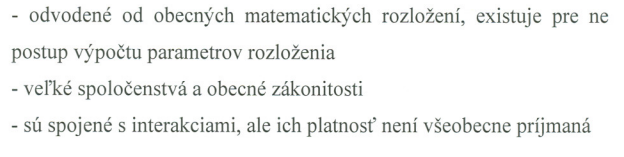 - odvodené od obecných matematických rozložení, existuje pre ne
postup výpočtu parametrov rozloženia
- veľké spoločenstvá a obecné zákonitosti
- sú spojené s interakciami, ale ich platnosť není všeobecne príjmaná